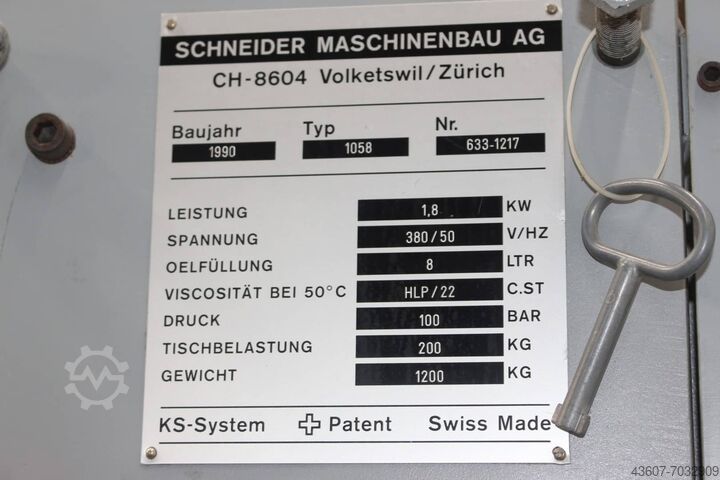 SCHNEIDER MASCHINENBAU AG
CH-8604 Volketswil/Zürich
Baujahr Typ Nr.
1990 1058 633-1217
LEISTUNG 1,8 KW
SPANNUNG 380/50 V/HZ
OELFÜLLUNG 8 LTR
VISCOSITÄT BEI 50°C HLP/22 C.ST
DRUCK 100 BAR
TISCHBELASTUNG 200 KG
GEWICHT 1200 KG
KS-System Patent Swiss Made
43607-7032909